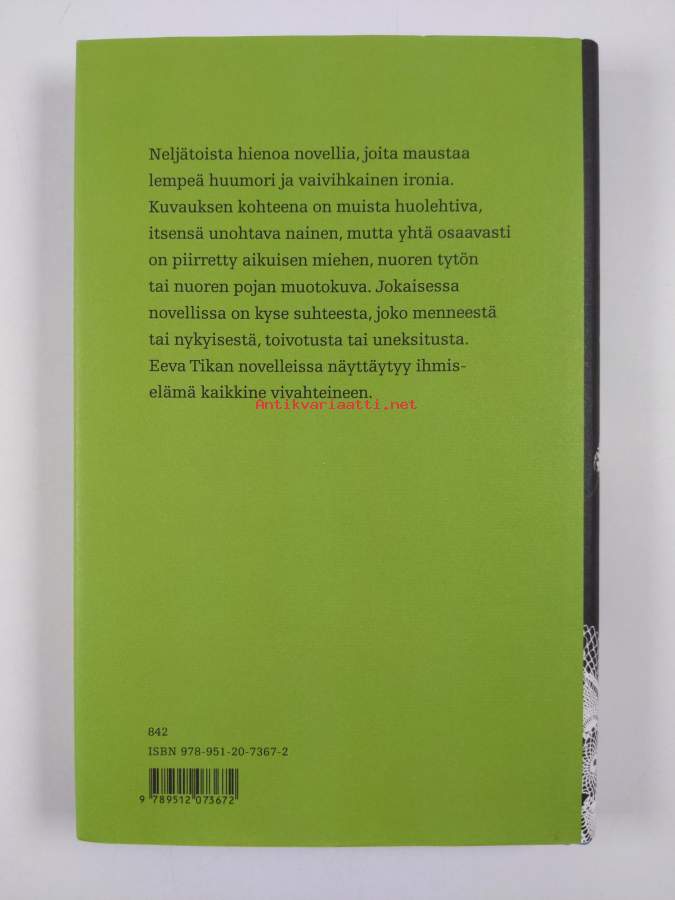 Neljätoista hienoa novellia, joita maustaa
lempeä huumori ja vaivihkainen ironia.
Kuvauksen kohteena on muista huolehtiva,
itsensä unohtava nainen, mutta yhtä osaavasti
on piirretty aikuisen miehen, nuoren tytön
tai nuoren pojan muotokuva. Jokaisessa
novellissa on kyse suhteesta, joko menneestä
tai nykyisestä, toivotusta tai uneksitusta.
Eeva Tikan novelleissa näyttäytyy ihmis-
elämä kaikkine vivahteineen.
Antikvariaatti.net
842
ISBN 978-951-20-7367-2
9 789512 073672